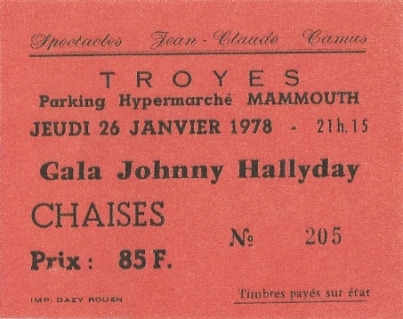 Spectacles Jean-Claude Camus
TROYES
Parking Hypermarché MAMMOUTH
JEUDI 26 JANVIER 1978 - 21h.15
Gala Johnny Hallyday
CHAISES
№ 205
Prix : 85 F.
IMP. DAZY ROUEN
Timbres payés sur état